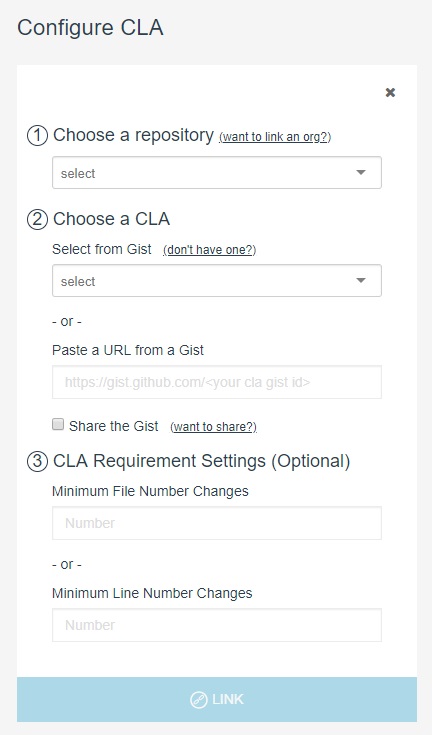 Configure CLA
✖
1 Choose a repository (want to link an org?)
select
2 Choose a CLA
Select from Gist (don't have one?)
select
- or -
Paste a URL from a Gist
https://gist.github.com/<your cla gist id>
Share the Gist (want to share?)
3 CLA Requirement Settings (Optional)
Minimum File Number Changes
Number
- or -
Minimum Line Number Changes
Number
LINK